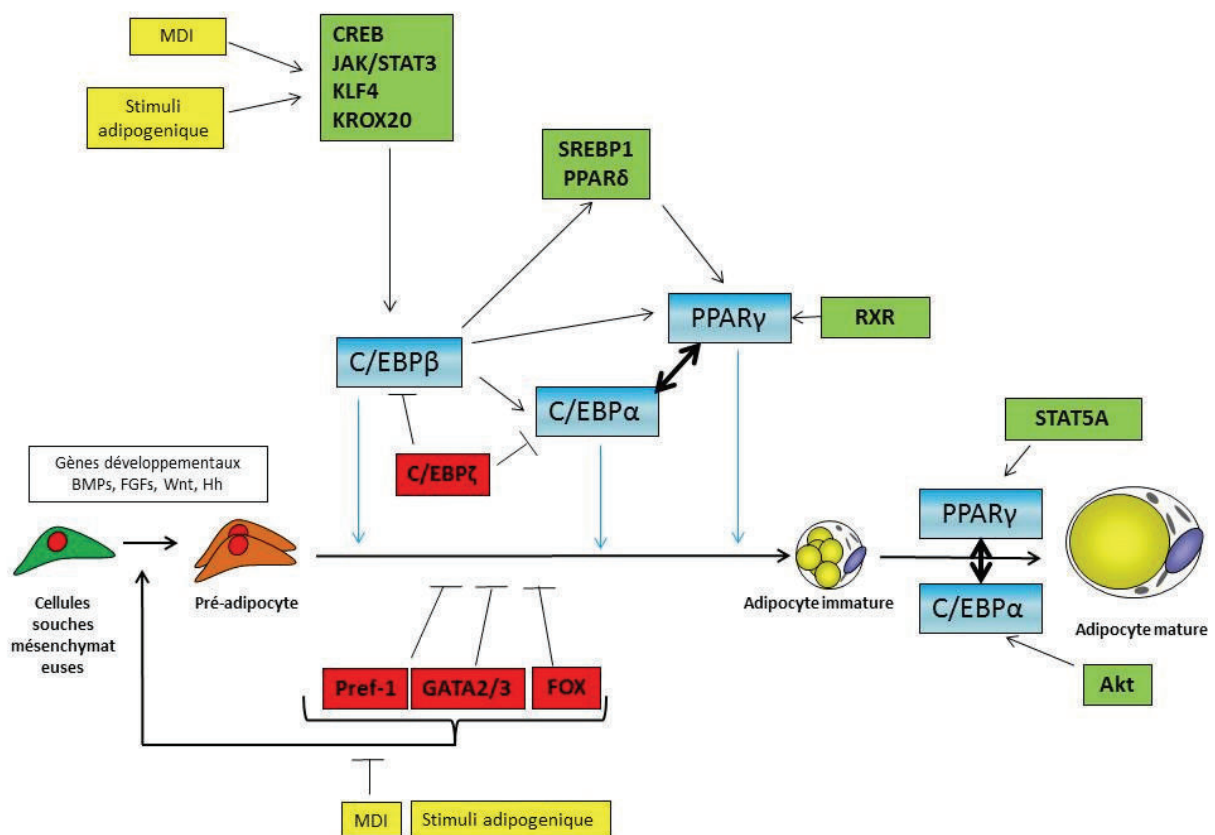 MDI
Stimuli
adipogenique
CREB
JAK/STAT3
KLF4
KROX20
SREBP1
PPARδ
PPARγ
RXR
C/EBPβ
C/EBPα
C/EBPζ
STAT5A
Gènes développementaux
BMPs, FGFs, Wnt, Hh
PPARγ
C/EBPα
Cellules
souches
mésenchymat
euses
Pré-adipocyte
Adipocyte immature
Adipocyte mature
Pref-1
GATA2/3
FOX
Akt
MDI
Stimuli adipogenique